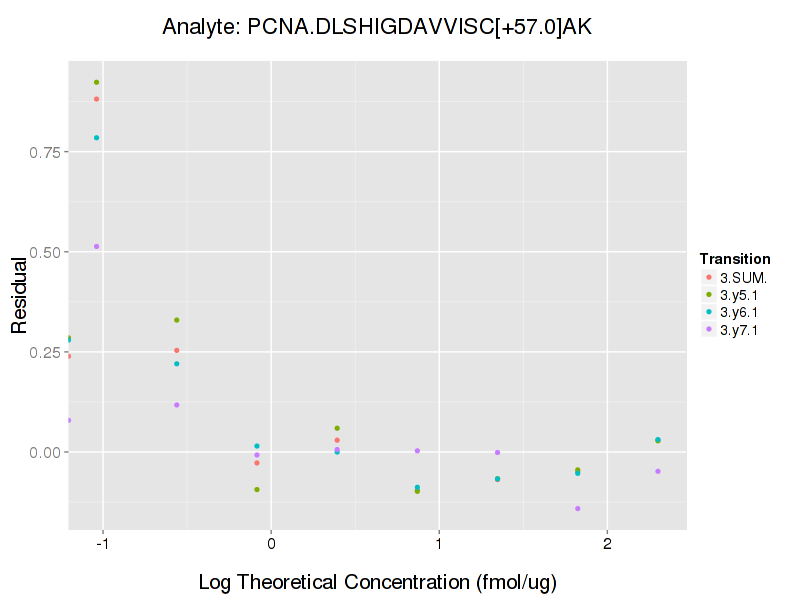 Analyte: PCNA.DLSHIGDAVVISC[+57.0]AK
Residual
0.75
0.50
0.25
0.00
-1
0
1
2
Log Theoretical Concentration (fmol/ug)
Transition
3.SUM.
3.y5.1
3.y6.1
3.y7.1